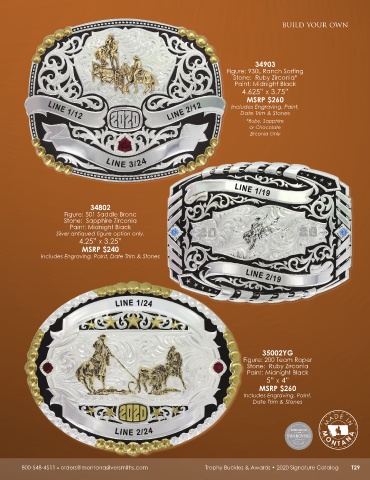 BUILD YOUR OWN
34903
Figure: 930, Ranch Sorting
Stone: Ruby Zirconia*
Paint: Midnight Black
4.625" x 3.75"
MSRP $260
Includes Engraving, Paint,
Date Trim & Stones
*Ruby, Sapphire
or Chocolate
Zirconia Only
LINE 1/12
2020
LINE 2/12
LINE 3/24
34802
Figure: 501 Saddle Bronc
Stone: Sapphire Zirconia
Paint: Midnight Black
Silver antiqued figure option only.
4.25" x 3.25"
MSRP $240
Includes Engraving, Paint, Date Trim & Stones
LINE 1/19
20 20
LINE 2/19
LINE 1/24
2020
LINE 2/24
35002YG
Figure: 200 Team Roper
Stone: Ruby Zirconia
Paint: Midnight Black
5" x 4"
MSRP $260
Includes Engraving, Paint,
Date Trim & Stones
MADE IN
MONTANA
800-548-4511 • orders@montanasilversmiths.com
Trophy Buckles & Awards • 2020 Signature Catalog 129